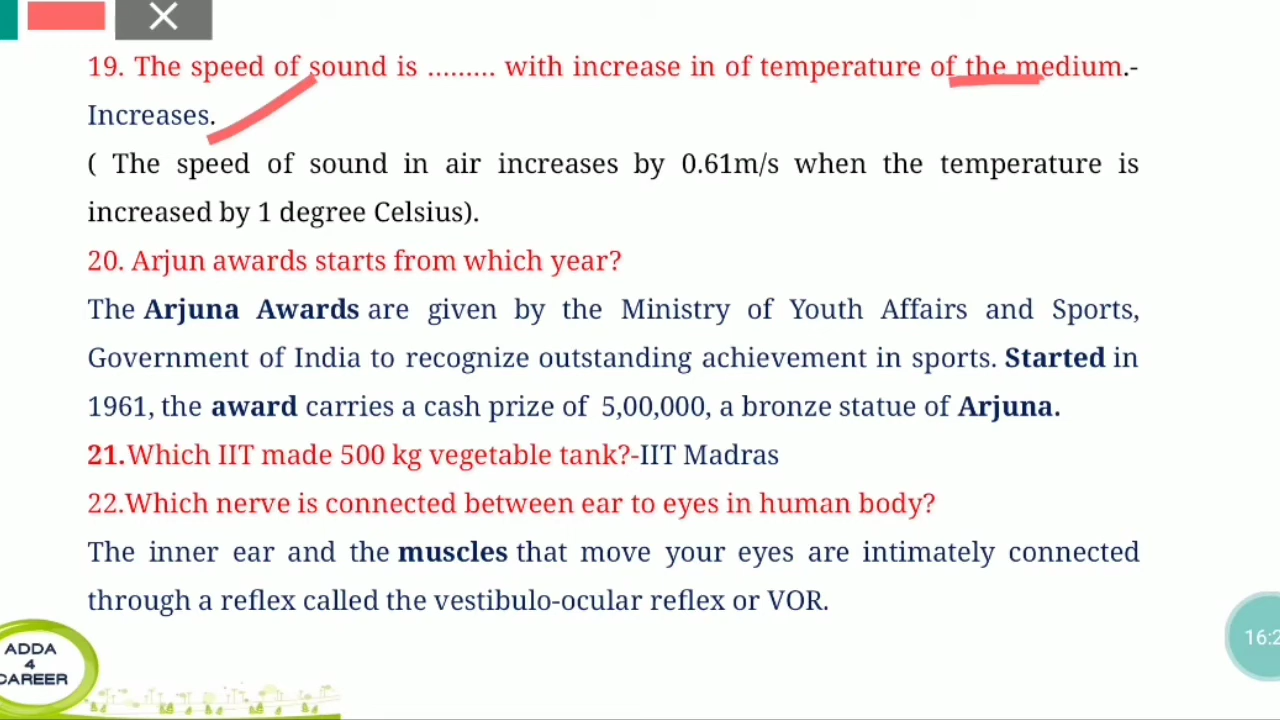 19. The speed of sound is ......... with increase in of temperature of the medium.-
Increases.
( The speed of sound in air increases by 0.61m/s when the temperature is
increased by 1 degree Celsius).
20. Arjun awards starts from which year?
The Arjuna Awards are given by the Ministry of Youth Affairs and Sports,
Government of India to recognize outstanding achievement in sports. Started in
1961, the award carries a cash prize of 5,00,000, a bronze statue of Arjuna.
21.Which IIT made 500 kg vegetable tank?-IIT Madras
22.Which nerve is connected between ear to eyes in human body?
The inner ear and the muscles that move your eyes are intimately connected
through a reflex called the vestibulo-ocular reflex or VOR.
ADDA
4
CAREER